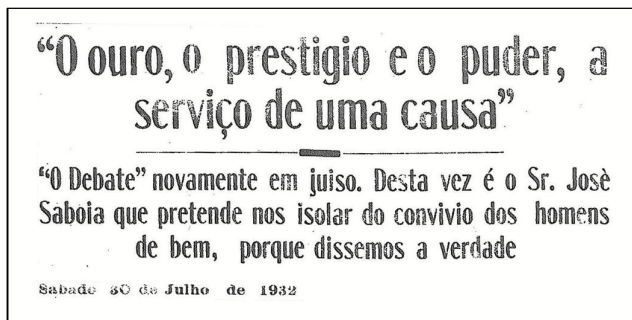 “O ouro, o prestigio e o puder, a
serviço de uma causa”
“O Debate” novamente em juiso. Desta vez é o Sr. Josè
Saboia que pretende nos isolar do convivio dos homens
de bem, porque dissemos a verdade
Sabado 30 de Julho de 1932